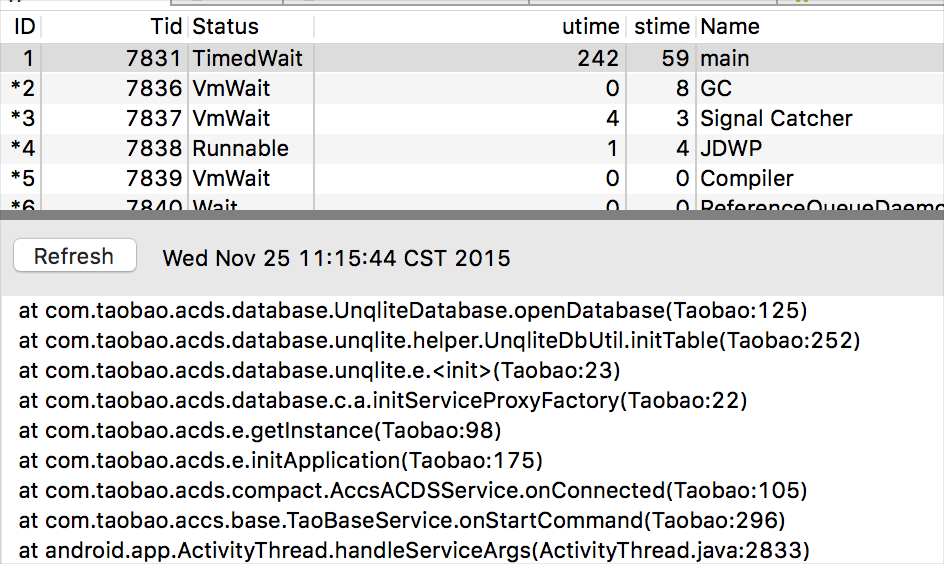 ID Tid Status utime stime Name
1 7831 TimedWait 242 59 main
*2 7836 VmWait 0 8 GC
*3 7837 VmWait 4 3 Signal Catcher
*4 7838 Runnable 1 4 JDWP
*5 7839 VmWait 0 0 Compiler
*6 7840 Wait 0 0 ReferenceQueueDaemo
Refresh Wed Nov 25 11:15:44 CST 2015
at com.taobao.acds.database.UnqliteDatabase.openDatabase(Taobao:125)
at com.taobao.acds.database.unqlite.helper.UnqliteDbUtil.initTable(Taobao:252)
at com.taobao.acds.database.unqlite.e.<init>(Taobao:23)
at com.taobao.acds.database.c.a.initServiceProxyFactory(Taobao:22)
at com.taobao.acds.e.getInstance(Taobao:98)
at com.taobao.acds.e.initApplication(Taobao:175)
at com.taobao.acds.compact.AccsACDSService.onConnected(Taobao:105)
at com.taobao.accs.base.TaoBaseService.onStartCommand(Taobao:296)
at android.app.ActivityThread.handleServiceArgs(ActivityThread.java:2833)